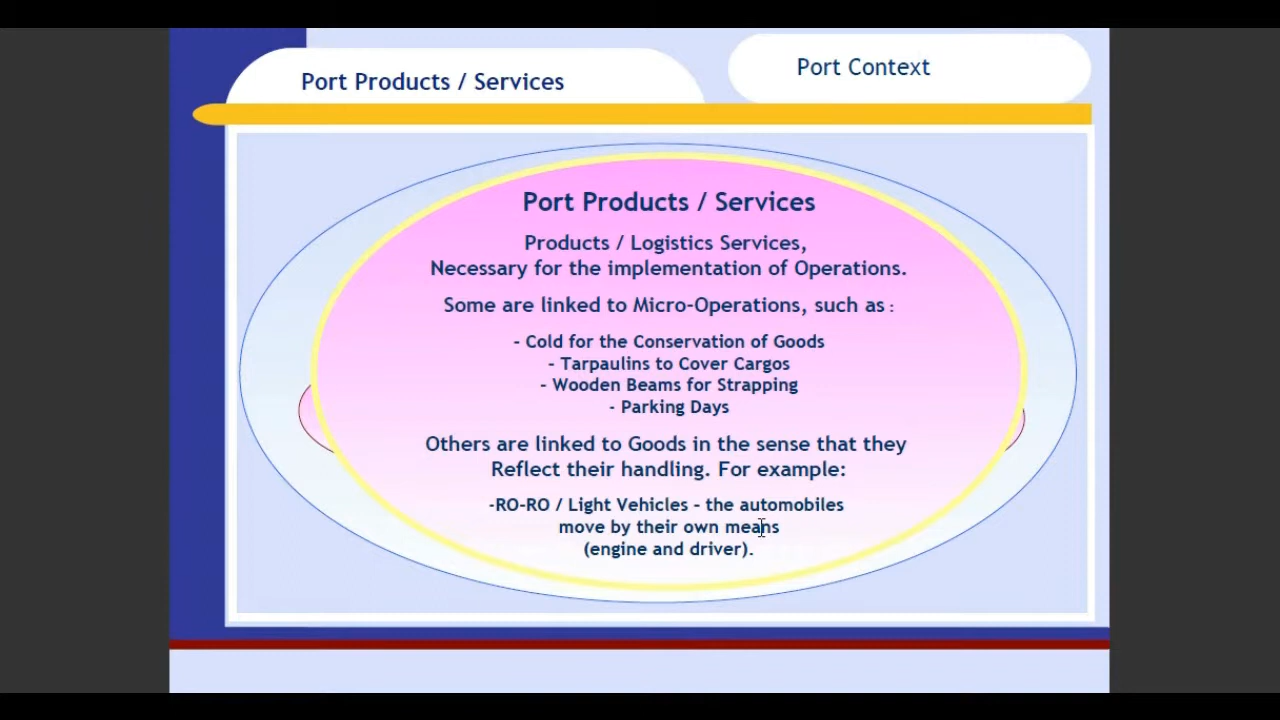 Port Products / Services
Port Context
Port Products / Services
Products / Logistics Services,
Necessary for the implementation of Operations.
Some are linked to Micro-Operations, such as :
- Cold for the Conservation of Goods
- Tarpaulins to Cover Cargos
- Wooden Beams for Strapping
- Parking Days
Others are linked to Goods in the sense that they
Reflect their handling. For example:
-RO-RO / Light Vehicles - the automobiles
move by their own means
(engine and driver).